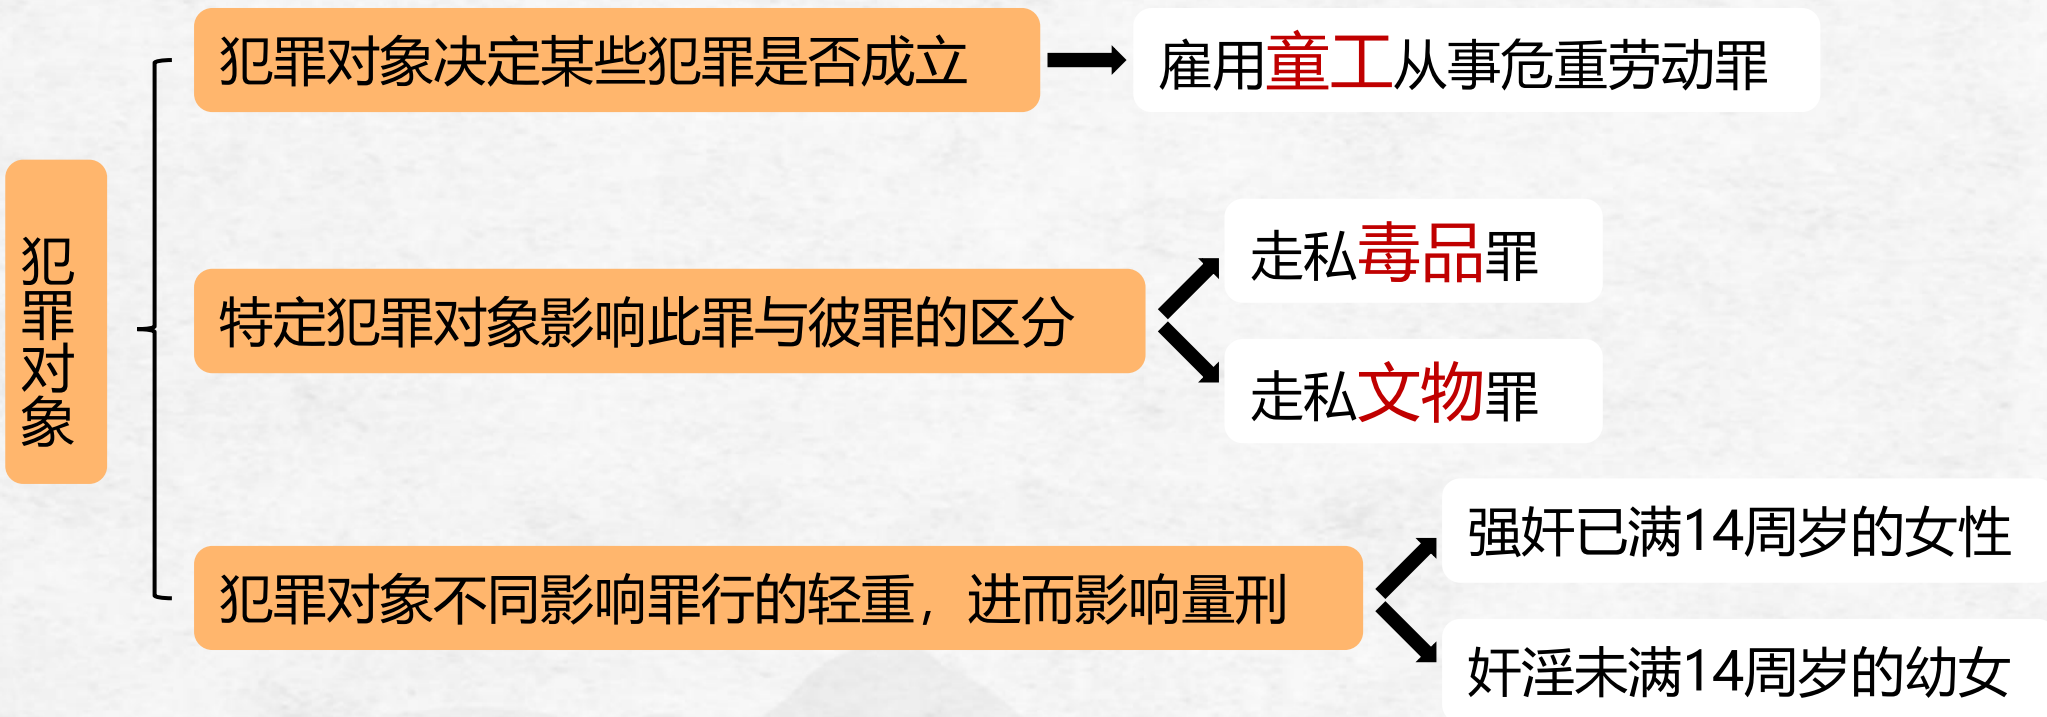 犯罪对象
犯罪对象决定某些犯罪是否成立
雇用童工从事危重劳动罪
特定犯罪对象影响此罪与彼罪的区分
走私毒品罪
走私文物罪
犯罪对象不同影响罪行的轻重，进而影响量刑
强奸已满14周岁的女性
奸淫未满14周岁的幼女